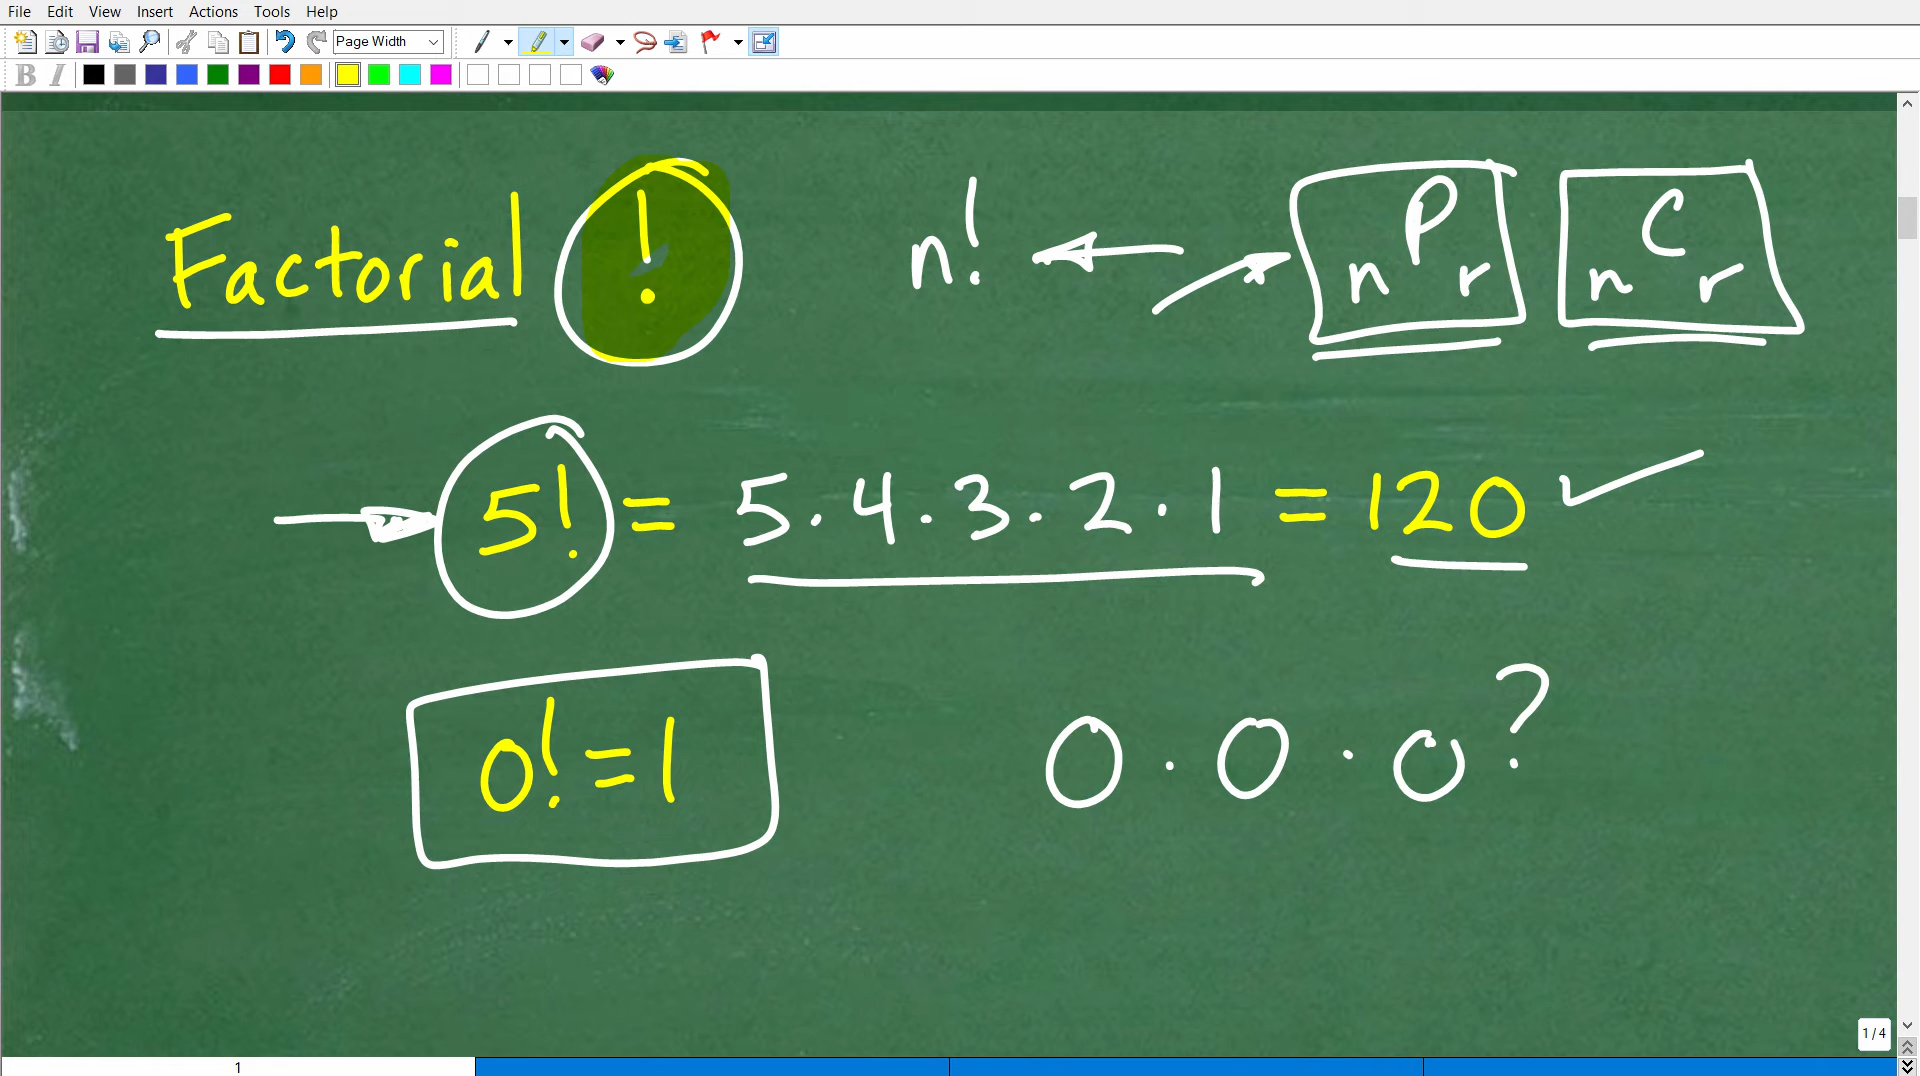 File Edit View Insert Actions Tools Help
Page Width
B I
Factorial ! n! nPr nCr
5! = 5 · 4 · 3 · 2 · 1 = 120
0! = 1 0 · 0 · 0 ?
1 / 4
1